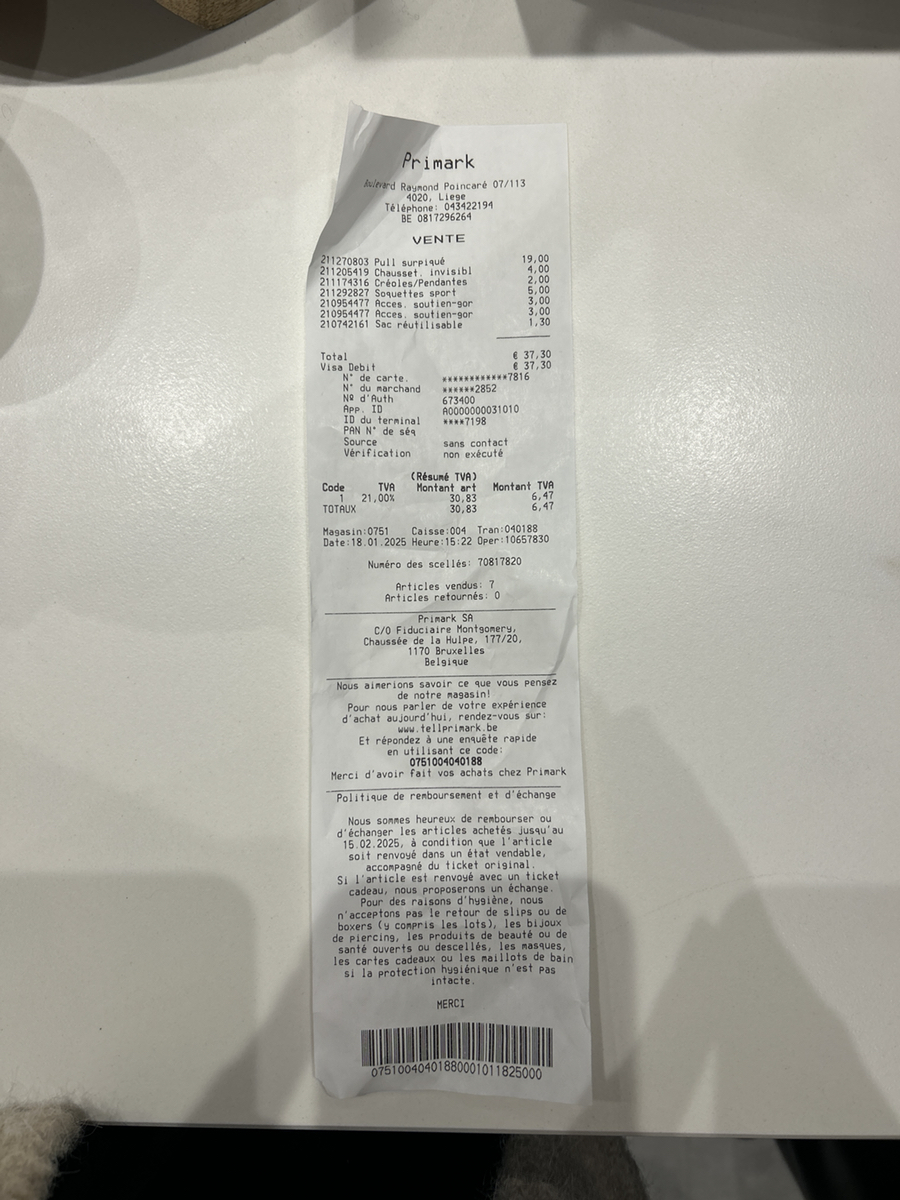 Primark
Boulevard Raymond Poincaré 07/113
4020, Liege
Téléphone: 043422194
BE 0817296264
VENTE
211270803 Pull surpiqué 19,00
211205419 Chausset. invisibl 4,00
211174316 Créoles/Pendantes 2,00
211292827 Soquettes sport 5,00
210954477 Acces. soutien-gor 3,00
210954477 Acces. soutien-gor 3,00
210742161 Sac réutilisable 1,30
Total € 37,30
Visa Debit € 37,30
N° de carte. ************7816
N° du marchand ******2852
Nº d'Auth 673400
App. ID A0000000031010
ID du terminal ****7198
PAN N° de séq
Source sans contact
Vérification non exécuté
(Résumé TVA)
Code TVA Montant art Montant TVA
1 21,00% 30,83 6,47
TOTAUX 30,83 6,47
Magasin:0751 Caisse:004 Tran:040188
Date:18.01.2025 Heure:15:22 Oper:10657830
Numéro des scellés: 70817820
Articles vendus: 7
Articles retournés: 0
Primark SA
C/O Fiduciaire Montgomery,
Chaussée de la Hulpe, 177/20,
1170 Bruxelles
Belgique
Nous aimerions savoir ce que vous pensez
de notre magasin!
Pour nous parler de votre expérience
d'achat aujourd'hui, rendez-vous sur:
www.tellprimark.be
Et répondez à une enquête rapide
en utilisant ce code:
0751004040188
Merci d'avoir fait vos achats chez Primark
Politique de remboursement et d'échange
Nous sommes heureux de rembourser ou
d'échanger les articles achetés jusqu'au
15.02.2025, à condition que l'article
soit renvoyé dans un état vendable,
accompagné du ticket original.
Si l'article est renvoyé avec un ticket
cadeau, nous proposerons un échange.
Pour des raisons d'hygiène, nous
n'acceptons pas le retour de slips ou de
boxers (y compris les lots), les bijoux
de piercing, les produits de beauté ou de
santé ouverts ou descellés, les masques,
les cartes cadeaux ou les maillots de bain
si la protection hygiénique n'est pas
intacte.
MERCI
07510040401880001011825000